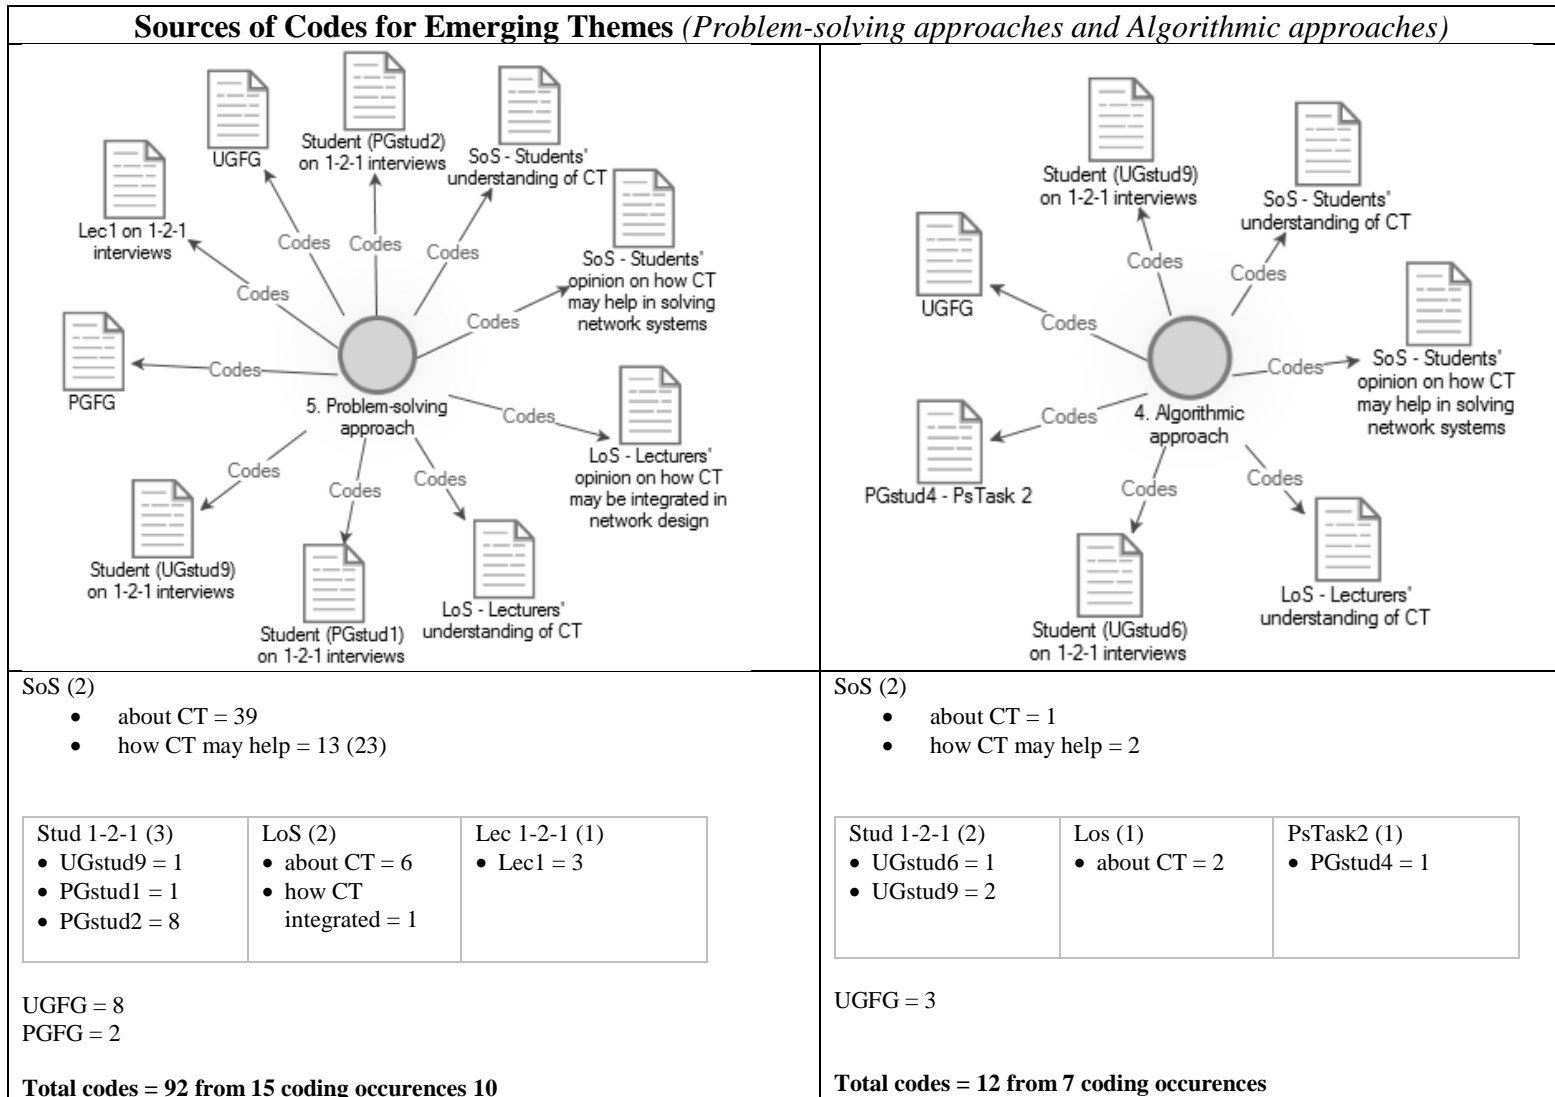 Sources of Codes for Emerging Themes (Problem-solving approaches and Algorithmic approaches)
UGFG
Student (PGstud2)
on 1-2-1 interviews
SoS - Students'
understanding of CT
Lec1 on 1-2-1
interviews
SoS - Students'
opinion on how CT
may help in solving
network systems
PGFG
Codes
Codes
Codes
Codes
Codes
Codes
Codes
Codes
Codes
Codes
5. Problem-solving
approach
LoS - Lecturers'
opinion on how CT
may be integrated in
network design
Student (UGstud9)
on 1-2-1 interviews
Student (PGstud1)
on 1-2-1 interviews
LoS - Lecturers'
understanding of CT
Student (UGstud9)
on 1-2-1 interviews
SoS - Students'
understanding of CT
UGFG
SoS - Students'
opinion on how CT
may help in solving
network systems
Codes
Codes
Codes
Codes
Codes
Codes
Codes
4. Algorithmic
approach
PGstud4 - PsTask 2
Student (UGstud6)
on 1-2-1 interviews
LoS - Lecturers'
understanding of CT
SoS (2)
• about CT = 39
• how CT may help = 13 (23)
Stud 1-2-1 (3)
• UGstud9 = 1
• PGstud1 = 1
• PGstud2 = 8
LoS (2)
• about CT = 6
• how CT
integrated = 1
Lec 1-2-1 (1)
• Lec1 = 3
UGFG = 8
PGFG = 2
Total codes = 92 from 15 coding occurences 10
SoS (2)
• about CT = 1
• how CT may help = 2
Stud 1-2-1 (2)
• UGstud6 = 1
• UGstud9 = 2
Los (1)
• about CT = 2
PsTask2 (1)
• PGstud4 = 1
UGFG = 3
Total codes = 12 from 7 coding occurences